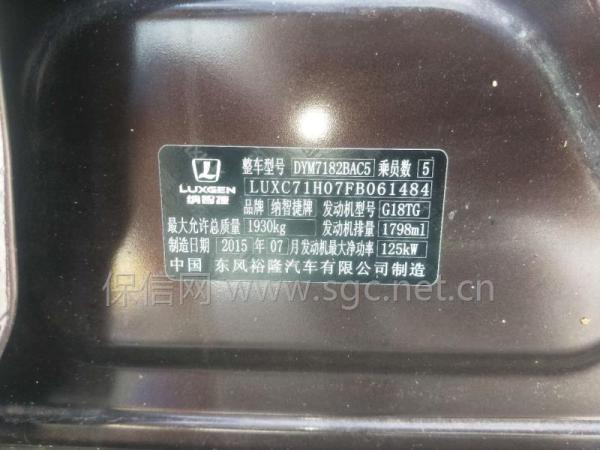 LUXGEN
纳智捷
整车型号 DYM7182BAC5 乘员数 5
LUXC71H07FB061484
品牌 纳智捷牌 发动机型号 G18TG
最大允许总质量 1930kg 发动机排量 1798ml
制造日期 2015 年 07 月 发动机最大净功率 125kW
中国 东风裕隆汽车有限公司制造
保信网 www.sgc.net.cn